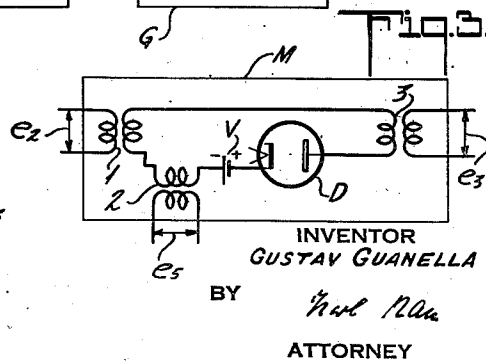 G
Fig.3.
M
e2
1
2
V
- +
D
3
e3
e5
INVENTOR
GUSTAV GUANELLA
BY
ATTORNEY